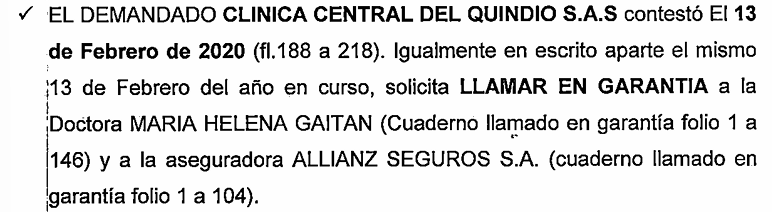 ✓ EL DEMANDADO CLINICA CENTRAL DEL QUINDIO S.A.S contestó El 13
de Febrero de 2020 (fl.188 a 218). Igualmente en escrito aparte el mismo
13 de Febrero del año en curso, solicita LLAMAR EN GARANTIA a la
Doctora MARIA HELENA GAITAN (Cuaderno llamado en garantía folio 1 a
146) y a la aseguradora ALLIANZ SEGUROS S.A. (cuaderno llamado en
garantía folio 1 a 104).